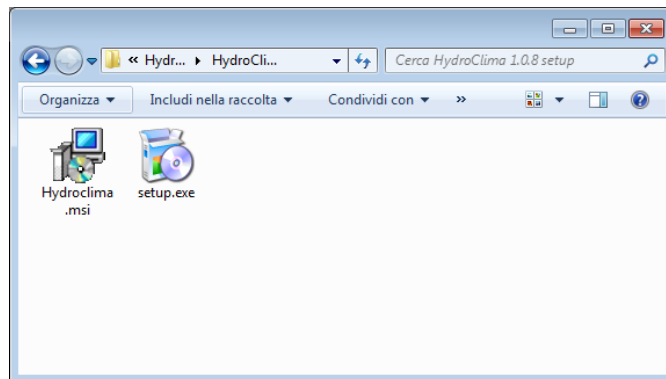 « Hydr... HydroCli...
Cerca HydroClima 1.0.8 setup
Organizza Includi nella raccolta Condividi con »
Hydroclima
.msi
setup.exe